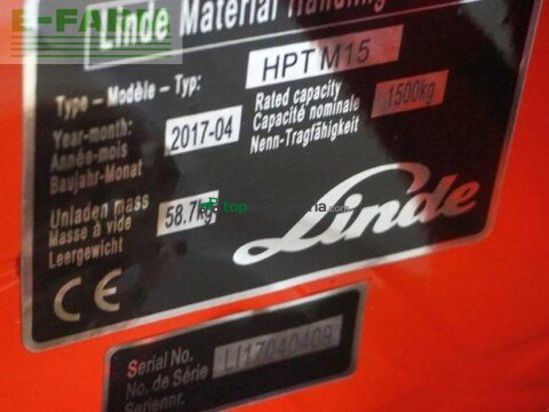 E-FARM
Linde Material Handling
Type - Modèle - Typ: HPT M15
Year-month: 2017-04
Année-mois
Baujahr-Monat
Rated capacity 1500kg
Capacité nominale
Nenn-Tragfähigkeit
Unladen mass 58.7kg
Masse à vide
Leergewicht
topmaquinaria.com
Linde
CE
Serial No. LI17040409
No. de Série
Seriennr.